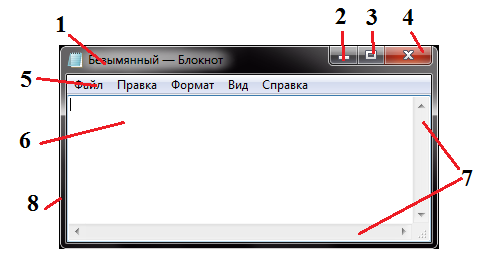 1 2 3 4
Безымянный — Блокнот
5 Файл Правка Формат Вид Справка
6
7
8